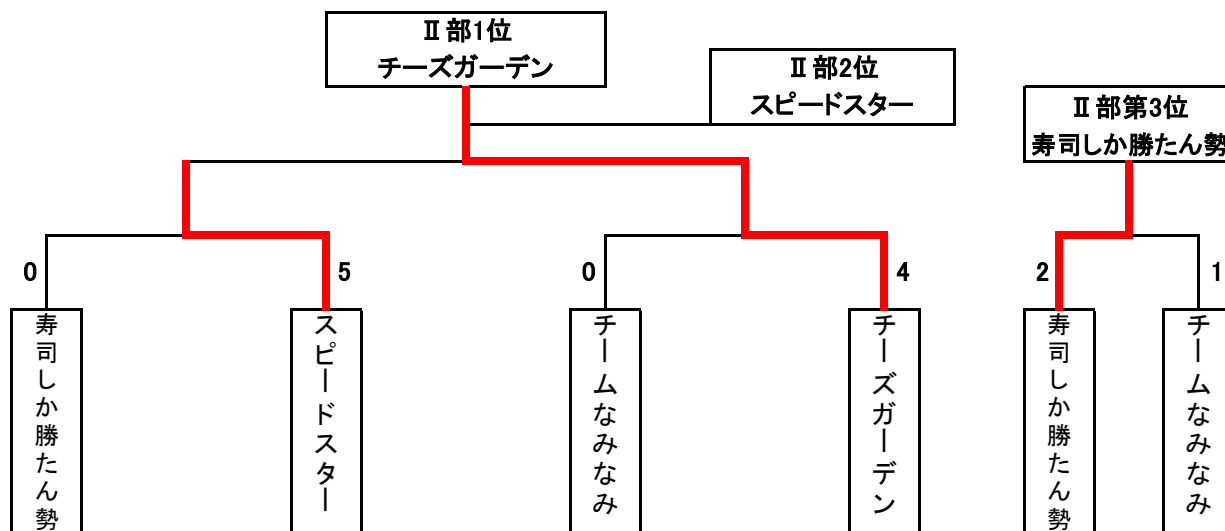 Ⅱ部1位
チーズガーデン
Ⅱ部2位
スピードスター
Ⅱ部第3位
寿司しか勝たん勢
0
5
0
4
2
1
寿司しか勝たん勢
スピードスター
チームなみなみ
チーズガーデン
寿司しか勝たん勢
チームなみなみ